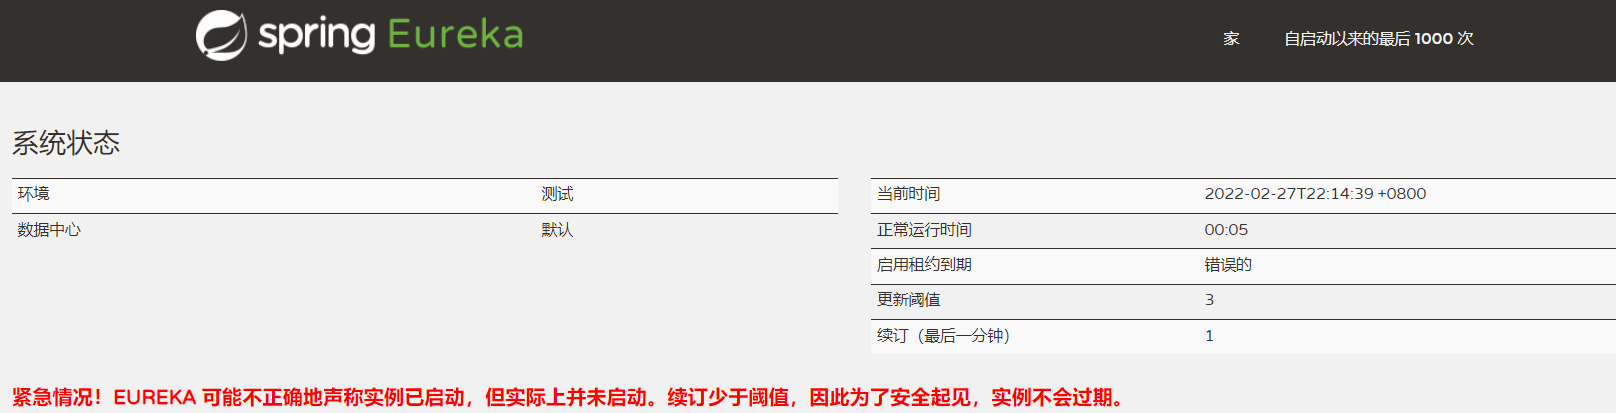 spring Eureka
家 自启动以来的最后 1000 次
系统状态
环境 测试
数据中心 默认
当前时间 2022-02-27T22:14:39 +0800
正常运行时间 00:05
启用租约到期 错误的
更新阈值 3
续订（最后一分钟） 1
紧急情况！EUREKA 可能不正确地声称实例已启动，但实际上并未启动。续订少于阈值，因此为了安全起见，实例不会过期。